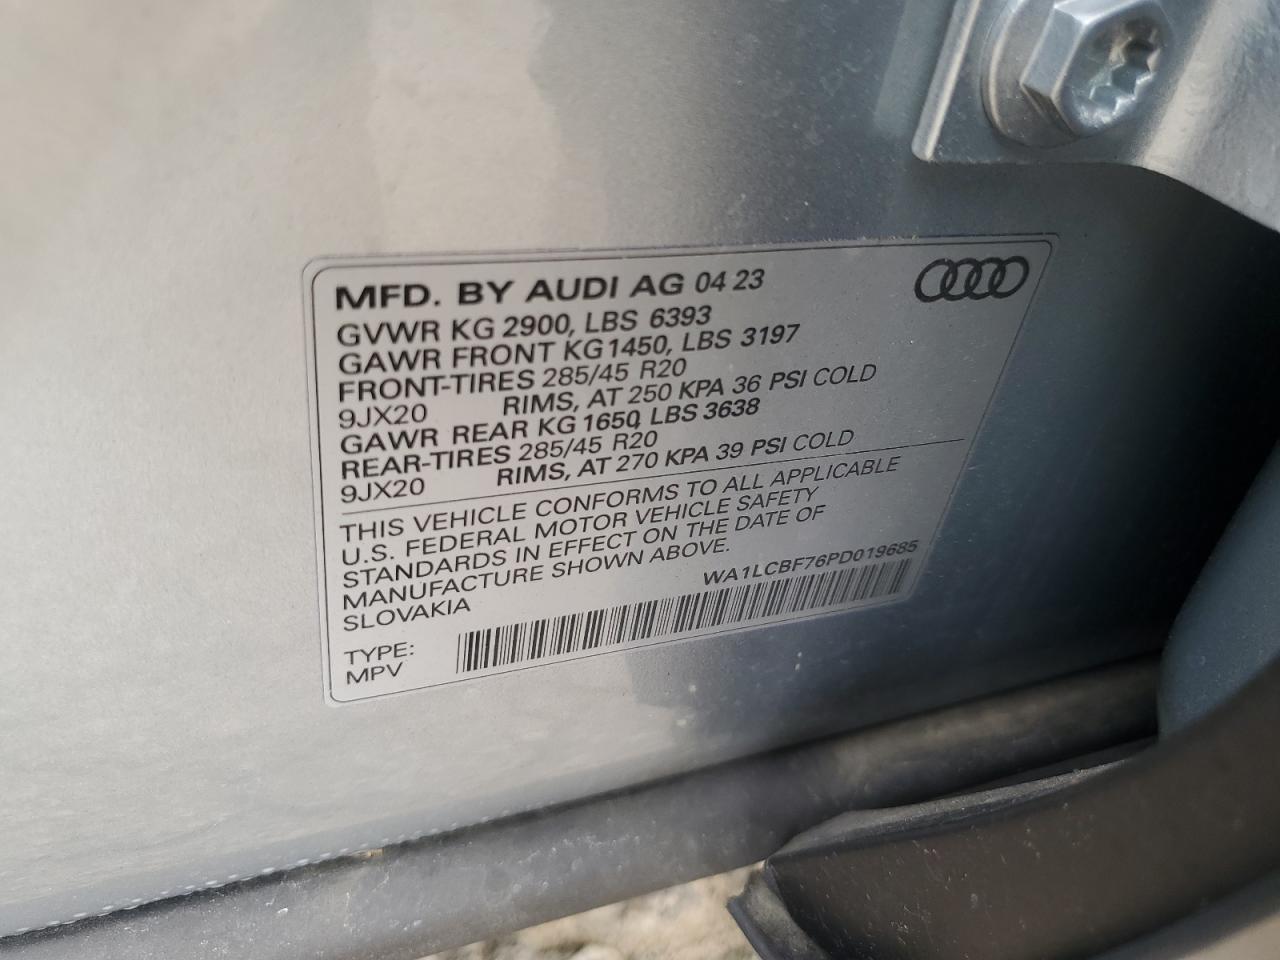 MFD. BY AUDI AG 04 23
GVWR KG 2900, LBS 6393
GAWR FRONT KG1450, LBS 3197
FRONT-TIRES 285/45 R20
9JX20 RIMS, AT 250 KPA 36 PSI COLD
GAWR REAR KG 1650, LBS 3638
REAR-TIRES 285/45 R20
9JX20 RIMS, AT 270 KPA 39 PSI COLD
THIS VEHICLE CONFORMS TO ALL APPLICABLE
U.S. FEDERAL MOTOR VEHICLE SAFETY
STANDARDS IN EFFECT ON THE DATE OF
MANUFACTURE SHOWN ABOVE.
SLOVAKIA
WA1LCBF76PD019685
TYPE:
MPV